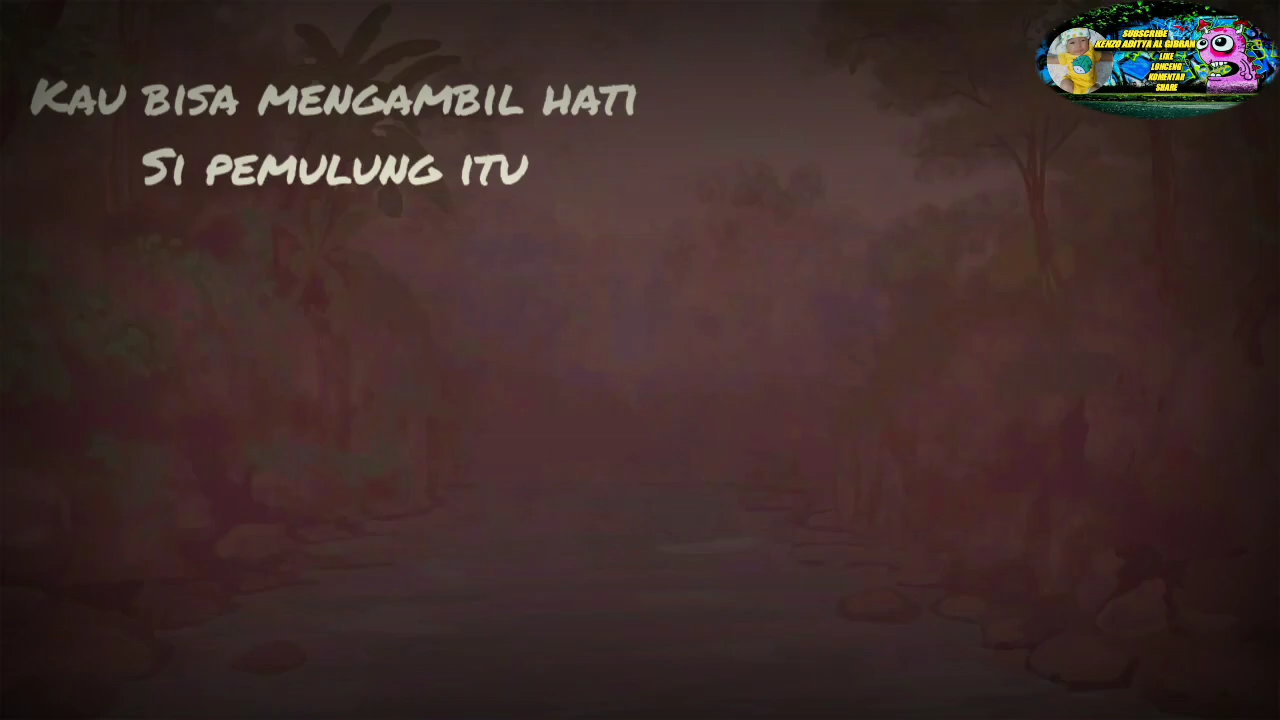 Kau bisa mengambil hati
Si pemulung itu
SUBSCRIBE
KENZO ADITYA AL GIBRAN
LIKE
LONCENG
KOMENTAR
SHARE